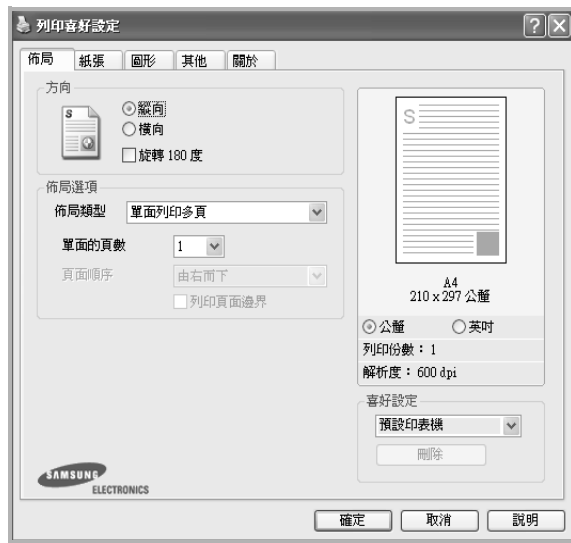 列印喜好設定
佈局 紙張 圖形 其他 關於
方向
縱向
橫向
旋轉 180 度
佈局選項
佈局類型 單面列印多頁
單面的頁數 1
頁面順序 由右而下
列印頁面邊界
S
S
A4
210 x 297 公釐
公釐 英吋
列印份數：1
解析度：600 dpi
喜好設定
預設印表機
刪除
SAMSUNG
ELECTRONICS
確定 取消 說明